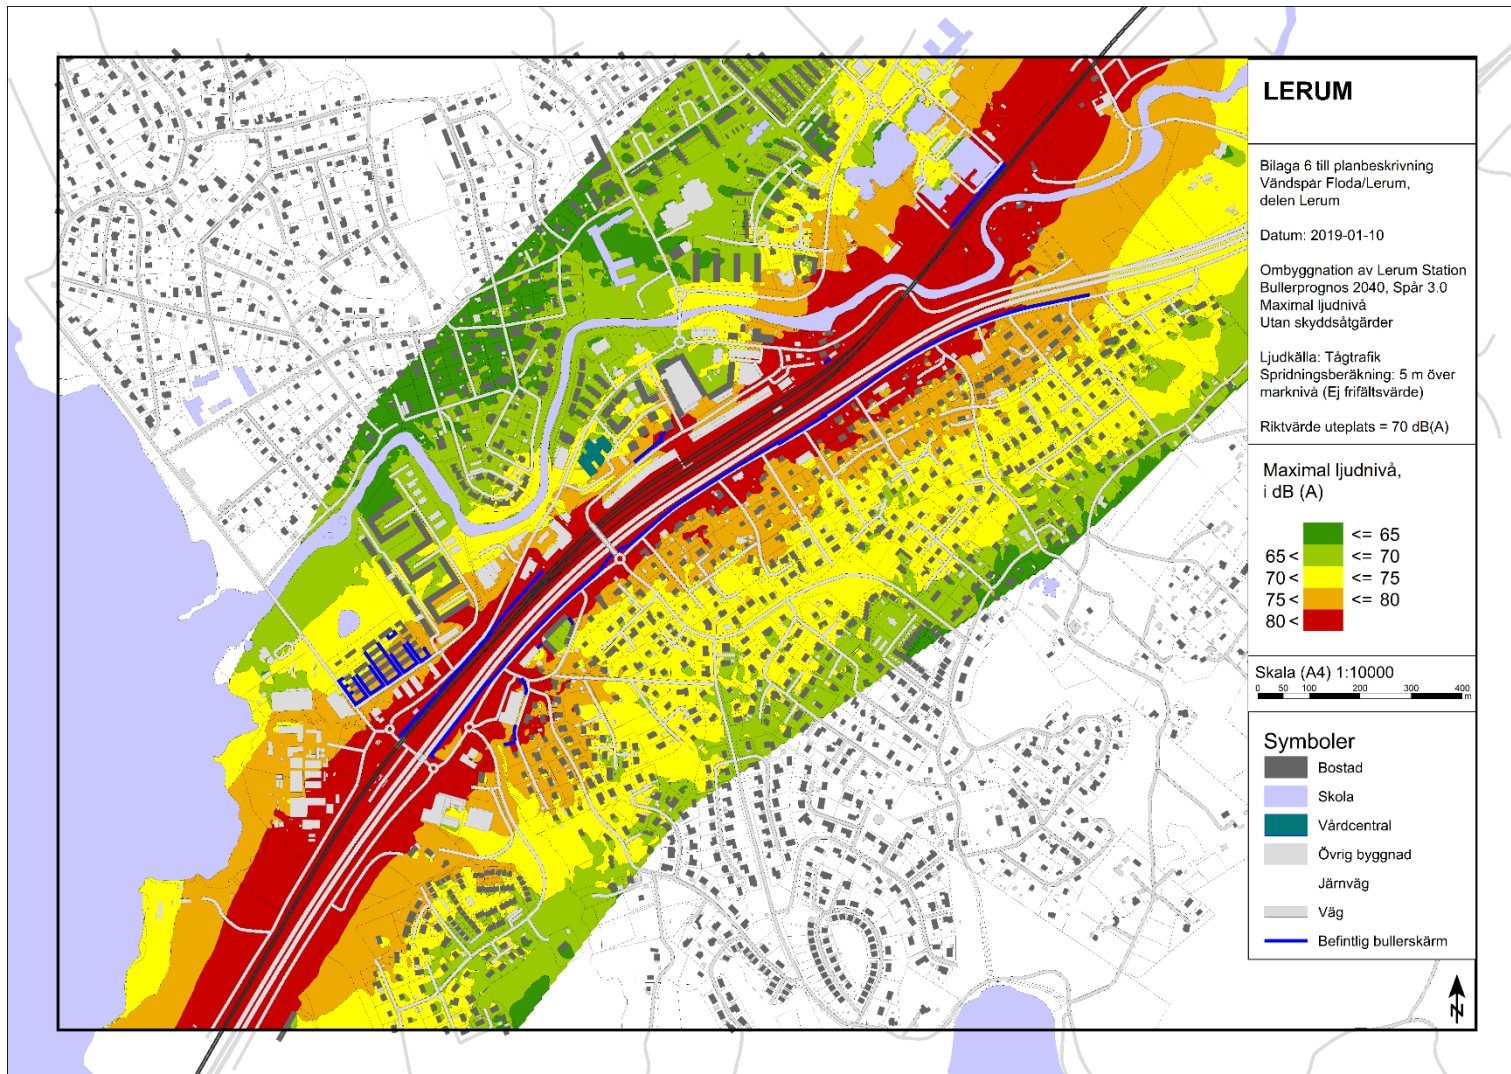 LERUM
Bilaga 6 till planbeskrivning
Vändspår Floda/Lerum,
delen Lerum
Datum: 2019-01-10
Ombyggnation av Lerum Station
Bullerprognos 2040, Spår 3.0
Maximal ljudnivå
Utan skyddsåtgärder
Ljudkälla: Tågtrafik
Spridningsberäkning: 5 m över
marknivå (Ej frifältsvärde)
Riktvärde uteplats = 70 dB(A)
Maximal ljudnivå,
i dB (A)
<= 65
65 < <= 70
70 < <= 75
75 < <= 80
80 <
Skala (A4) 1:10000
0 50 100 200 300 400
m
Symboler
Bostad
Skola
Vårdcentral
Övrig byggnad
Järnväg
Väg
Befintlig bullerskärm
N